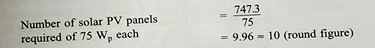 Number of solar PV panels
required of 75 Wp each
= 747.3 / 75
= 9.96 ≈ 10 (round figure)